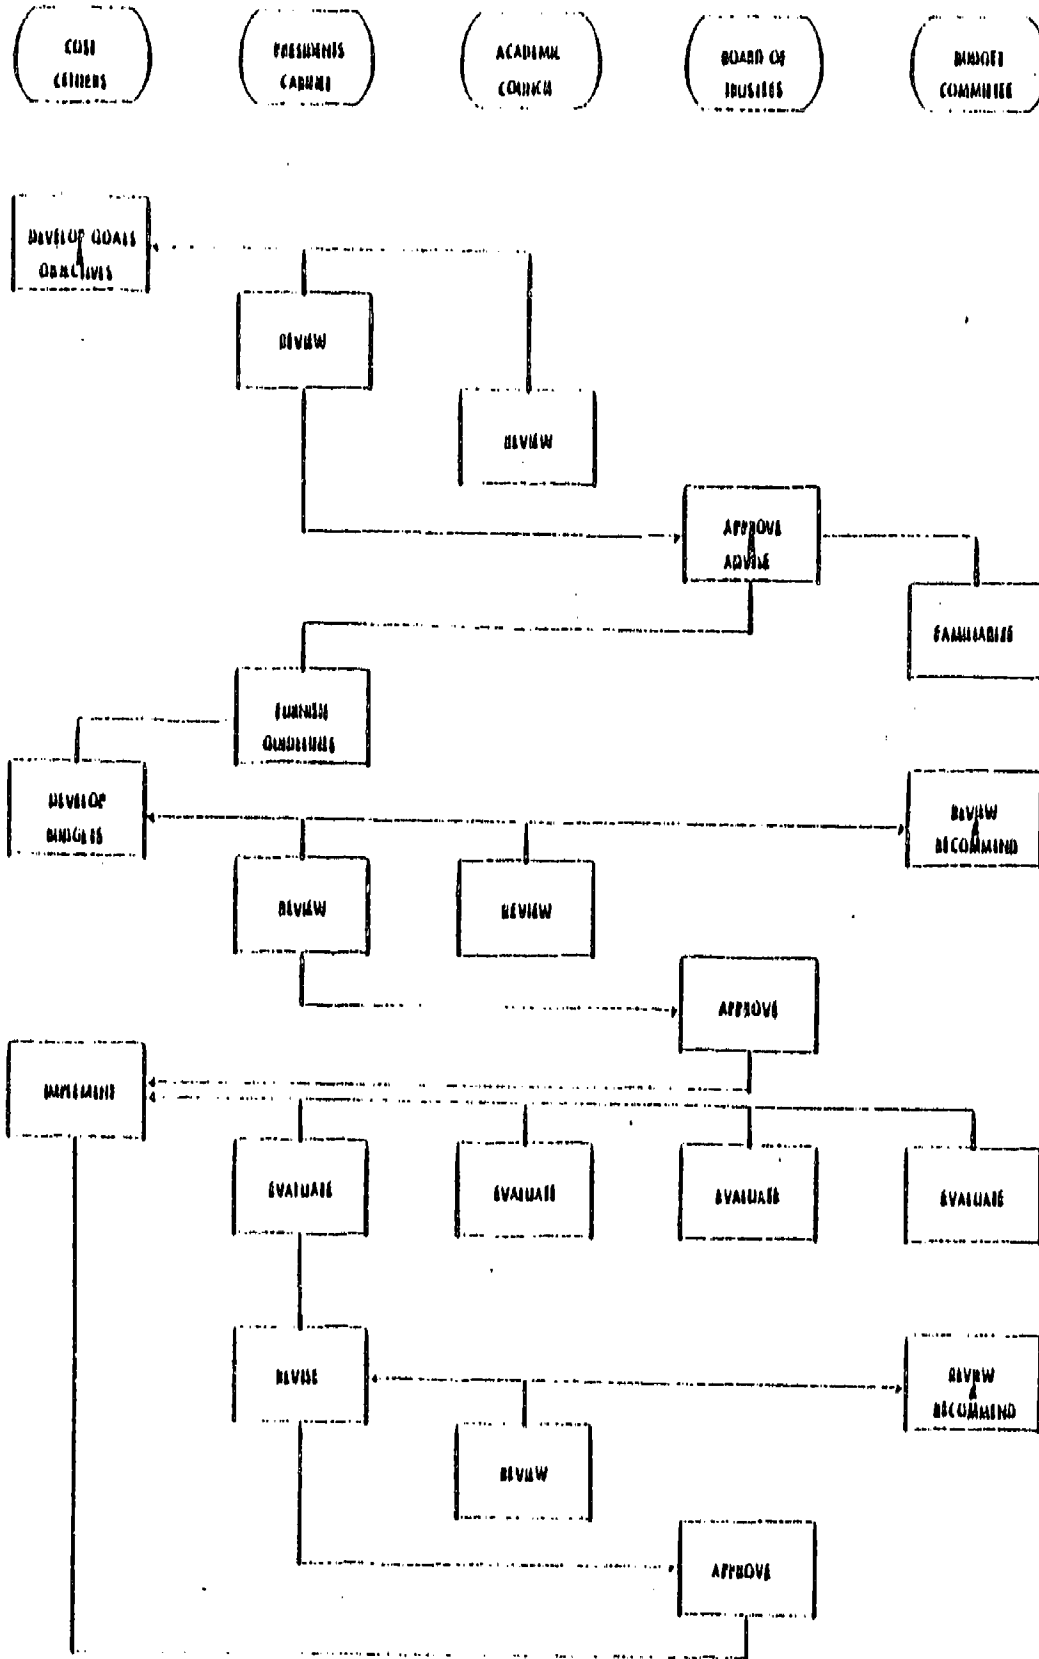 COST
CENTERS
PRESIDENTS
CABINET
ACADEMIC
COUNCIL
BOARD OF
TRUSTEES
BUDGET
COMMITTEE
DEVELOP GOALS
&
OBJECTIVES
REVIEW
REVIEW
APPROVE
&
ADVISE
FAMILIARIZE
FURNISH
GUIDELINES
DEVELOP
BUDGETS
REVIEW
&
RECOMMEND
REVIEW
REVIEW
APPROVE
IMPLEMENT
EVALUATE
EVALUATE
EVALUATE
EVALUATE
REVISE
REVIEW
&
RECOMMEND
REVIEW
APPROVE